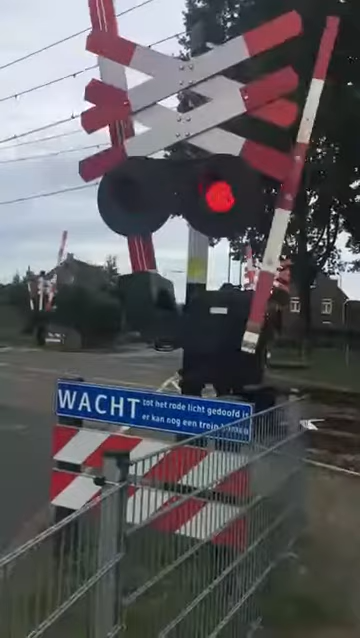 WACHT
tot het rode licht gedoofd is
er kan nog een trein komen